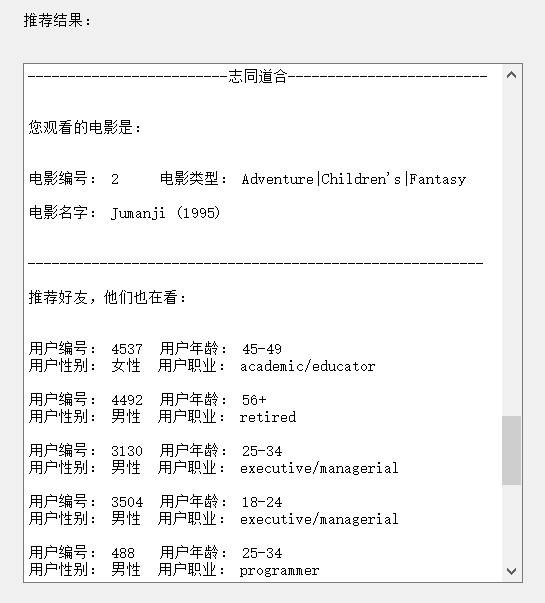 推荐结果：
-------------------------志同道合-------------------------
您观看的电影是：
电影编号： 2 电影类型： Adventure|Children's|Fantasy
电影名字： Jumanji (1995)
---------------------------------------------------------
推荐好友，他们也在看：
用户编号： 4537 用户年龄： 45-49
用户性别： 女性 用户职业： academic/educator
用户编号： 4492 用户年龄： 56+
用户性别： 男性 用户职业： retired
用户编号： 3130 用户年龄： 25-34
用户性别： 男性 用户职业： executive/managerial
用户编号： 3504 用户年龄： 18-24
用户性别： 男性 用户职业： executive/managerial
用户编号： 488 用户年龄： 25-34
用户性别： 男性 用户职业： programmer